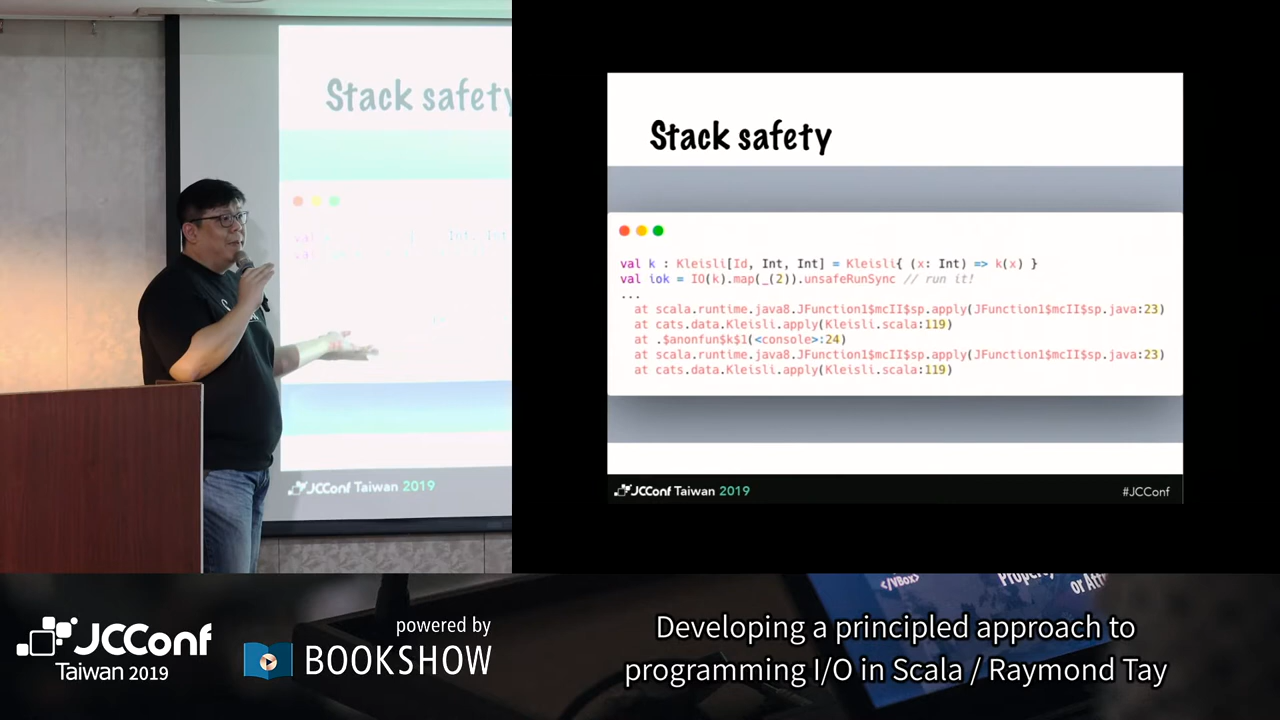 Stack safety
JCConf Taiwan 2019
Stack safety
val k : Kleisli[Id, Int, Int] = Kleisli{ (x: Int) => k(x) }
val iok = IO(k).map(_(2)).unsafeRunSync // run it!
...
at scala.runtime.java8.JFunction1$mcII$sp.apply(JFunction1$mcII$sp.java:23)
at cats.data.Kleisli.apply(Kleisli.scala:119)
at .$anonfun$k$1(<console>:24)
at scala.runtime.java8.JFunction1$mcII$sp.apply(JFunction1$mcII$sp.java:23)
at cats.data.Kleisli.apply(Kleisli.scala:119)
JCConf Taiwan 2019
#JCConf
</VBox>
or
JCConf
Taiwan 2019
powered by
BOOKSHOW
Developing a principled approach to
programming I/O in Scala / Raymond Tay